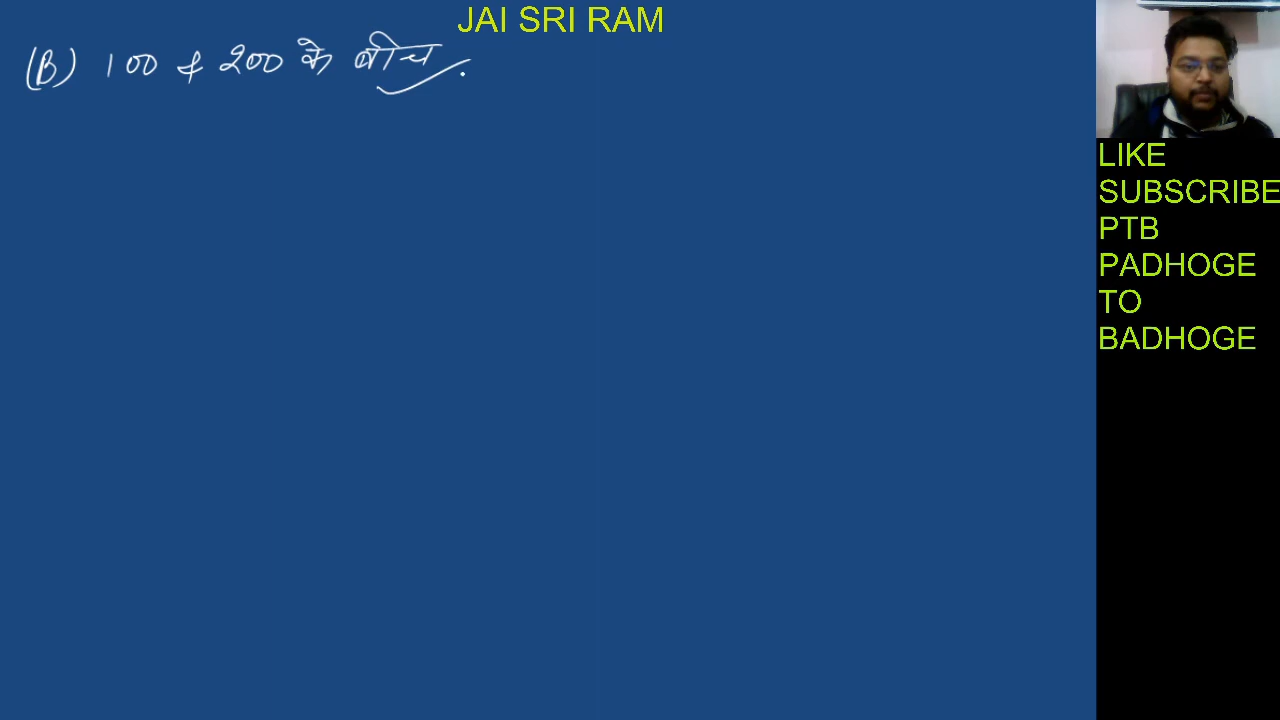 JAI SRI RAM
(B) 100 & 200 के बीच
LIKE
SUBSCRIBE
PTB
PADHOGE
TO
BADHOGE